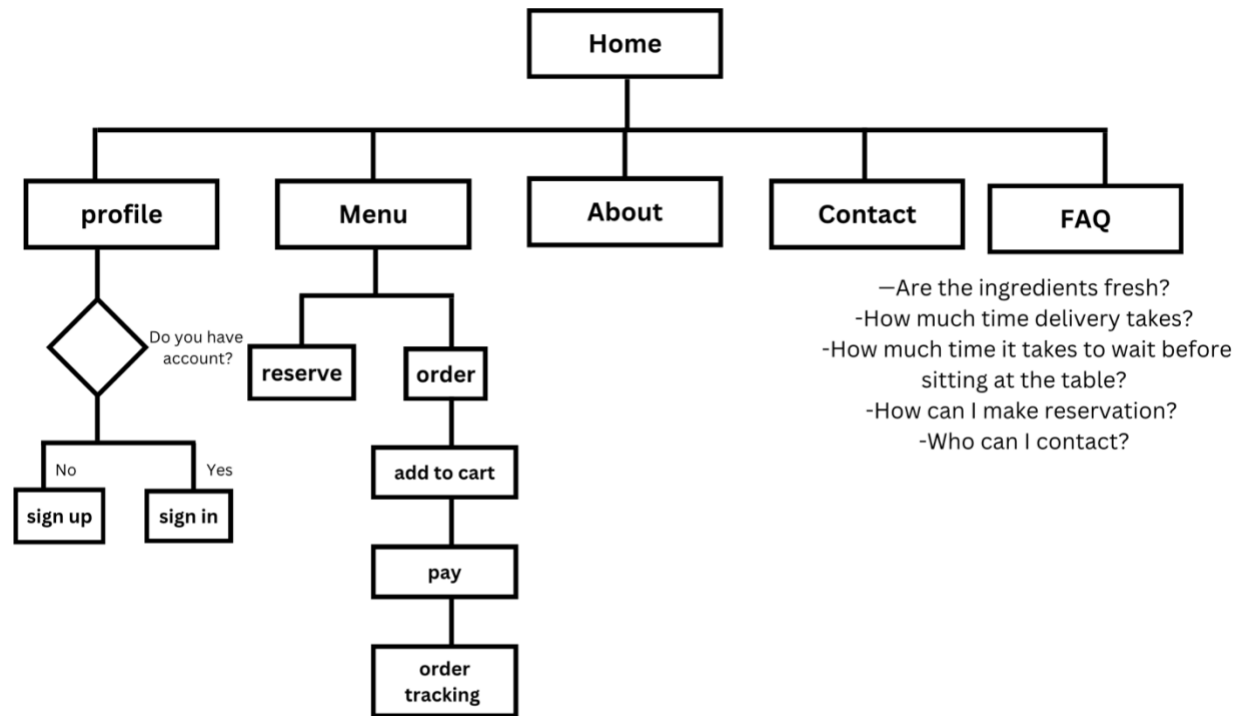 Home
profile
Menu
About
Contact
FAQ
—Are the ingredients fresh?
-How much time delivery takes?
-How much time it takes to wait before
sitting at the table?
-How can I make reservation?
-Who can I contact?
Do you have
account?
reserve
order
No
Yes
sign up
sign in
add to cart
pay
order
tracking